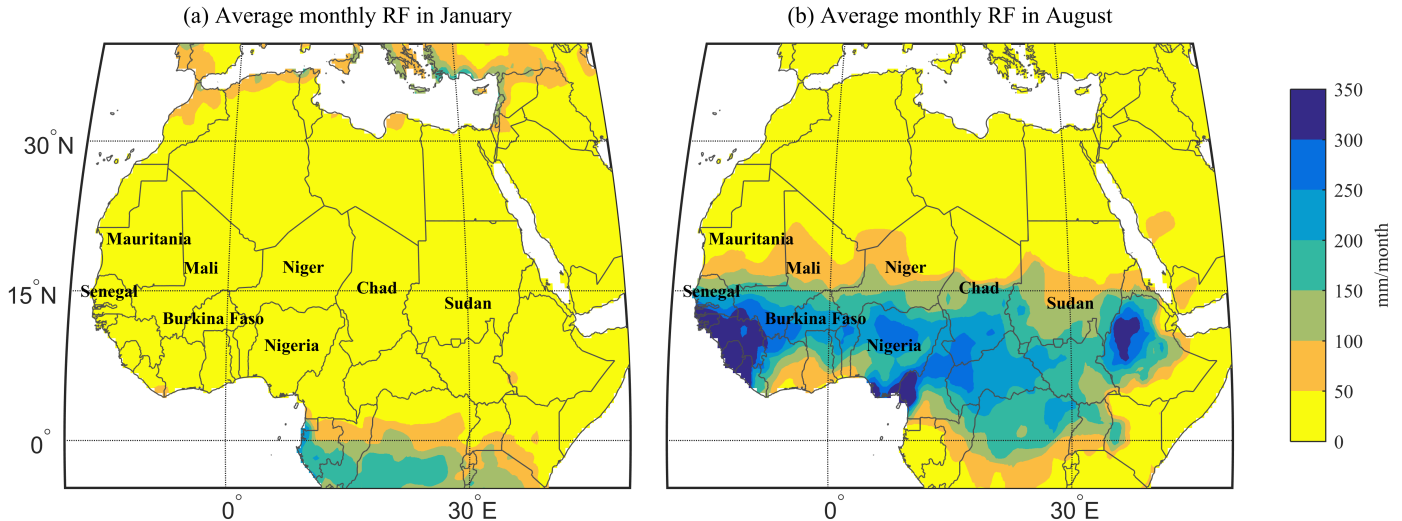 (a) Average monthly RF in January
(b) Average monthly RF in August
30°N
15°N
0°
0°
30°E
Mauritania
Mali
Niger
Chad
Sudan
Senegal
Burkina Faso
Nigeria
Mauritania
Mali
Niger
Chad
Sudan
Senegal
Burkina Faso
Nigeria
0°
30°E
350
300
250
200
150
100
50
0
mm/month